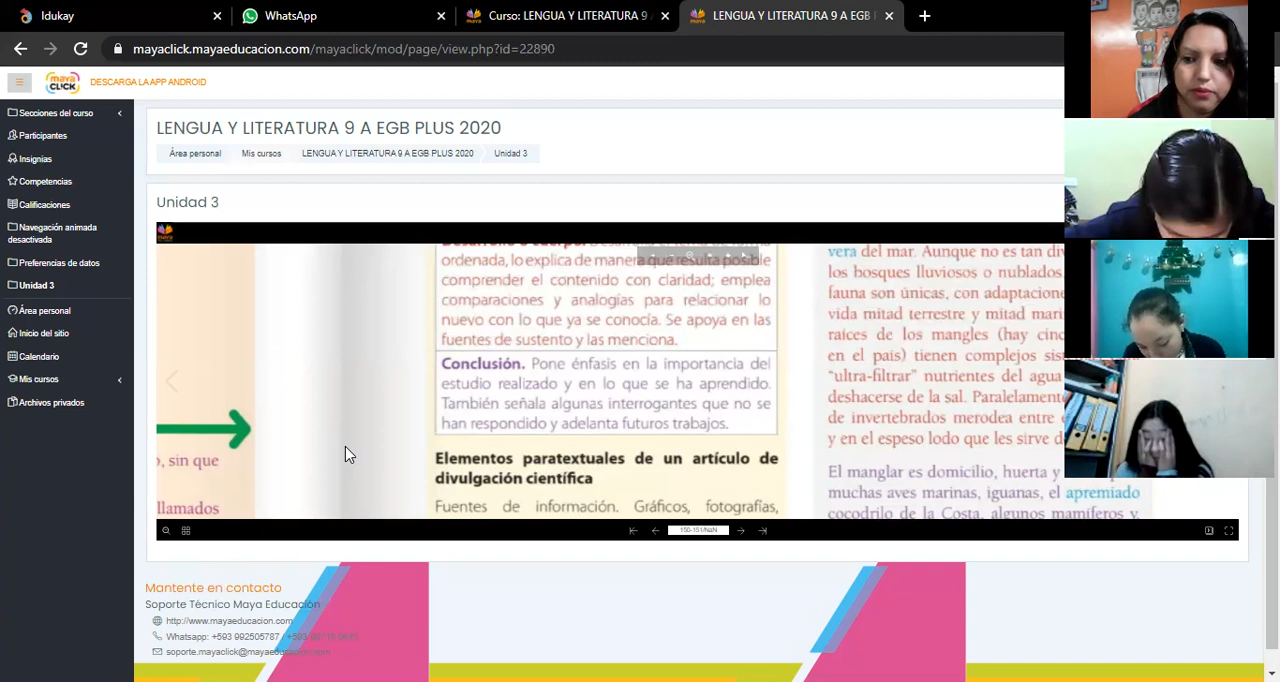 Idukay
WhatsApp
Curso: LENGUA Y LITERATURA 9
LENGUA Y LITERATURA 9 A EGB
mayaclick.mayaeducacion.com/mayaclick/mod/page/view.php?id=22890
maya CLICK
DESCARGA LA APP ANDROID
Secciones del curso
Participantes
Insignias
Competencias
Calificaciones
Navegación animada
desactivada
Preferencias de datos
Unidad 3
Área personal
Inicio del sitio
Calendario
Mis cursos
Archivos privados
LENGUA Y LITERATURA 9 A EGB PLUS 2020
Área personal
Mis cursos
LENGUA Y LITERATURA 9 A EGB PLUS 2020
Unidad 3
Unidad 3
, sin que
llamados
ordenada, lo explica de manera que resulta posible
comprender el contenido con claridad; emplea
comparaciones y analogías para relacionar lo
nuevo con lo que ya se conocía. Se apoya en las
fuentes de sustento y las menciona.
Conclusión. Pone énfasis en la importancia del
estudio realizado y en lo que se ha aprendido.
También señala algunas interrogantes que no se
han respondido y adelanta futuros trabajos.
Elementos paratextuales de un artículo de
divulgación científica
Fuentes de información. Gráficos, fotografías,
vera del mar. Aunque no es tan di
los bosques lluviosos o nublados
fauna son únicas, con adaptacione
vida mitad terrestre y mitad mari
raíces de los mangles (hay cinc
en el país) tienen complejos sis
"ultra-filtrar" nutrientes del agua
deshacerse de la sal. Paralelament
de invertebrados merodea entre
y en el espeso lodo que les sirve d
El manglar es domicilio, huerta y
muchas aves marinas, iguanas, el apremiado
cocodrilo de la Costa, algunos mamíferos y
150-151/NaN
Mantente en contacto
Soporte Técnico Maya Educación
http://www.mayaeducacion.com
Whatsapp: +593 992505787 /
soporte.mayaclick@mayaeducacion.com